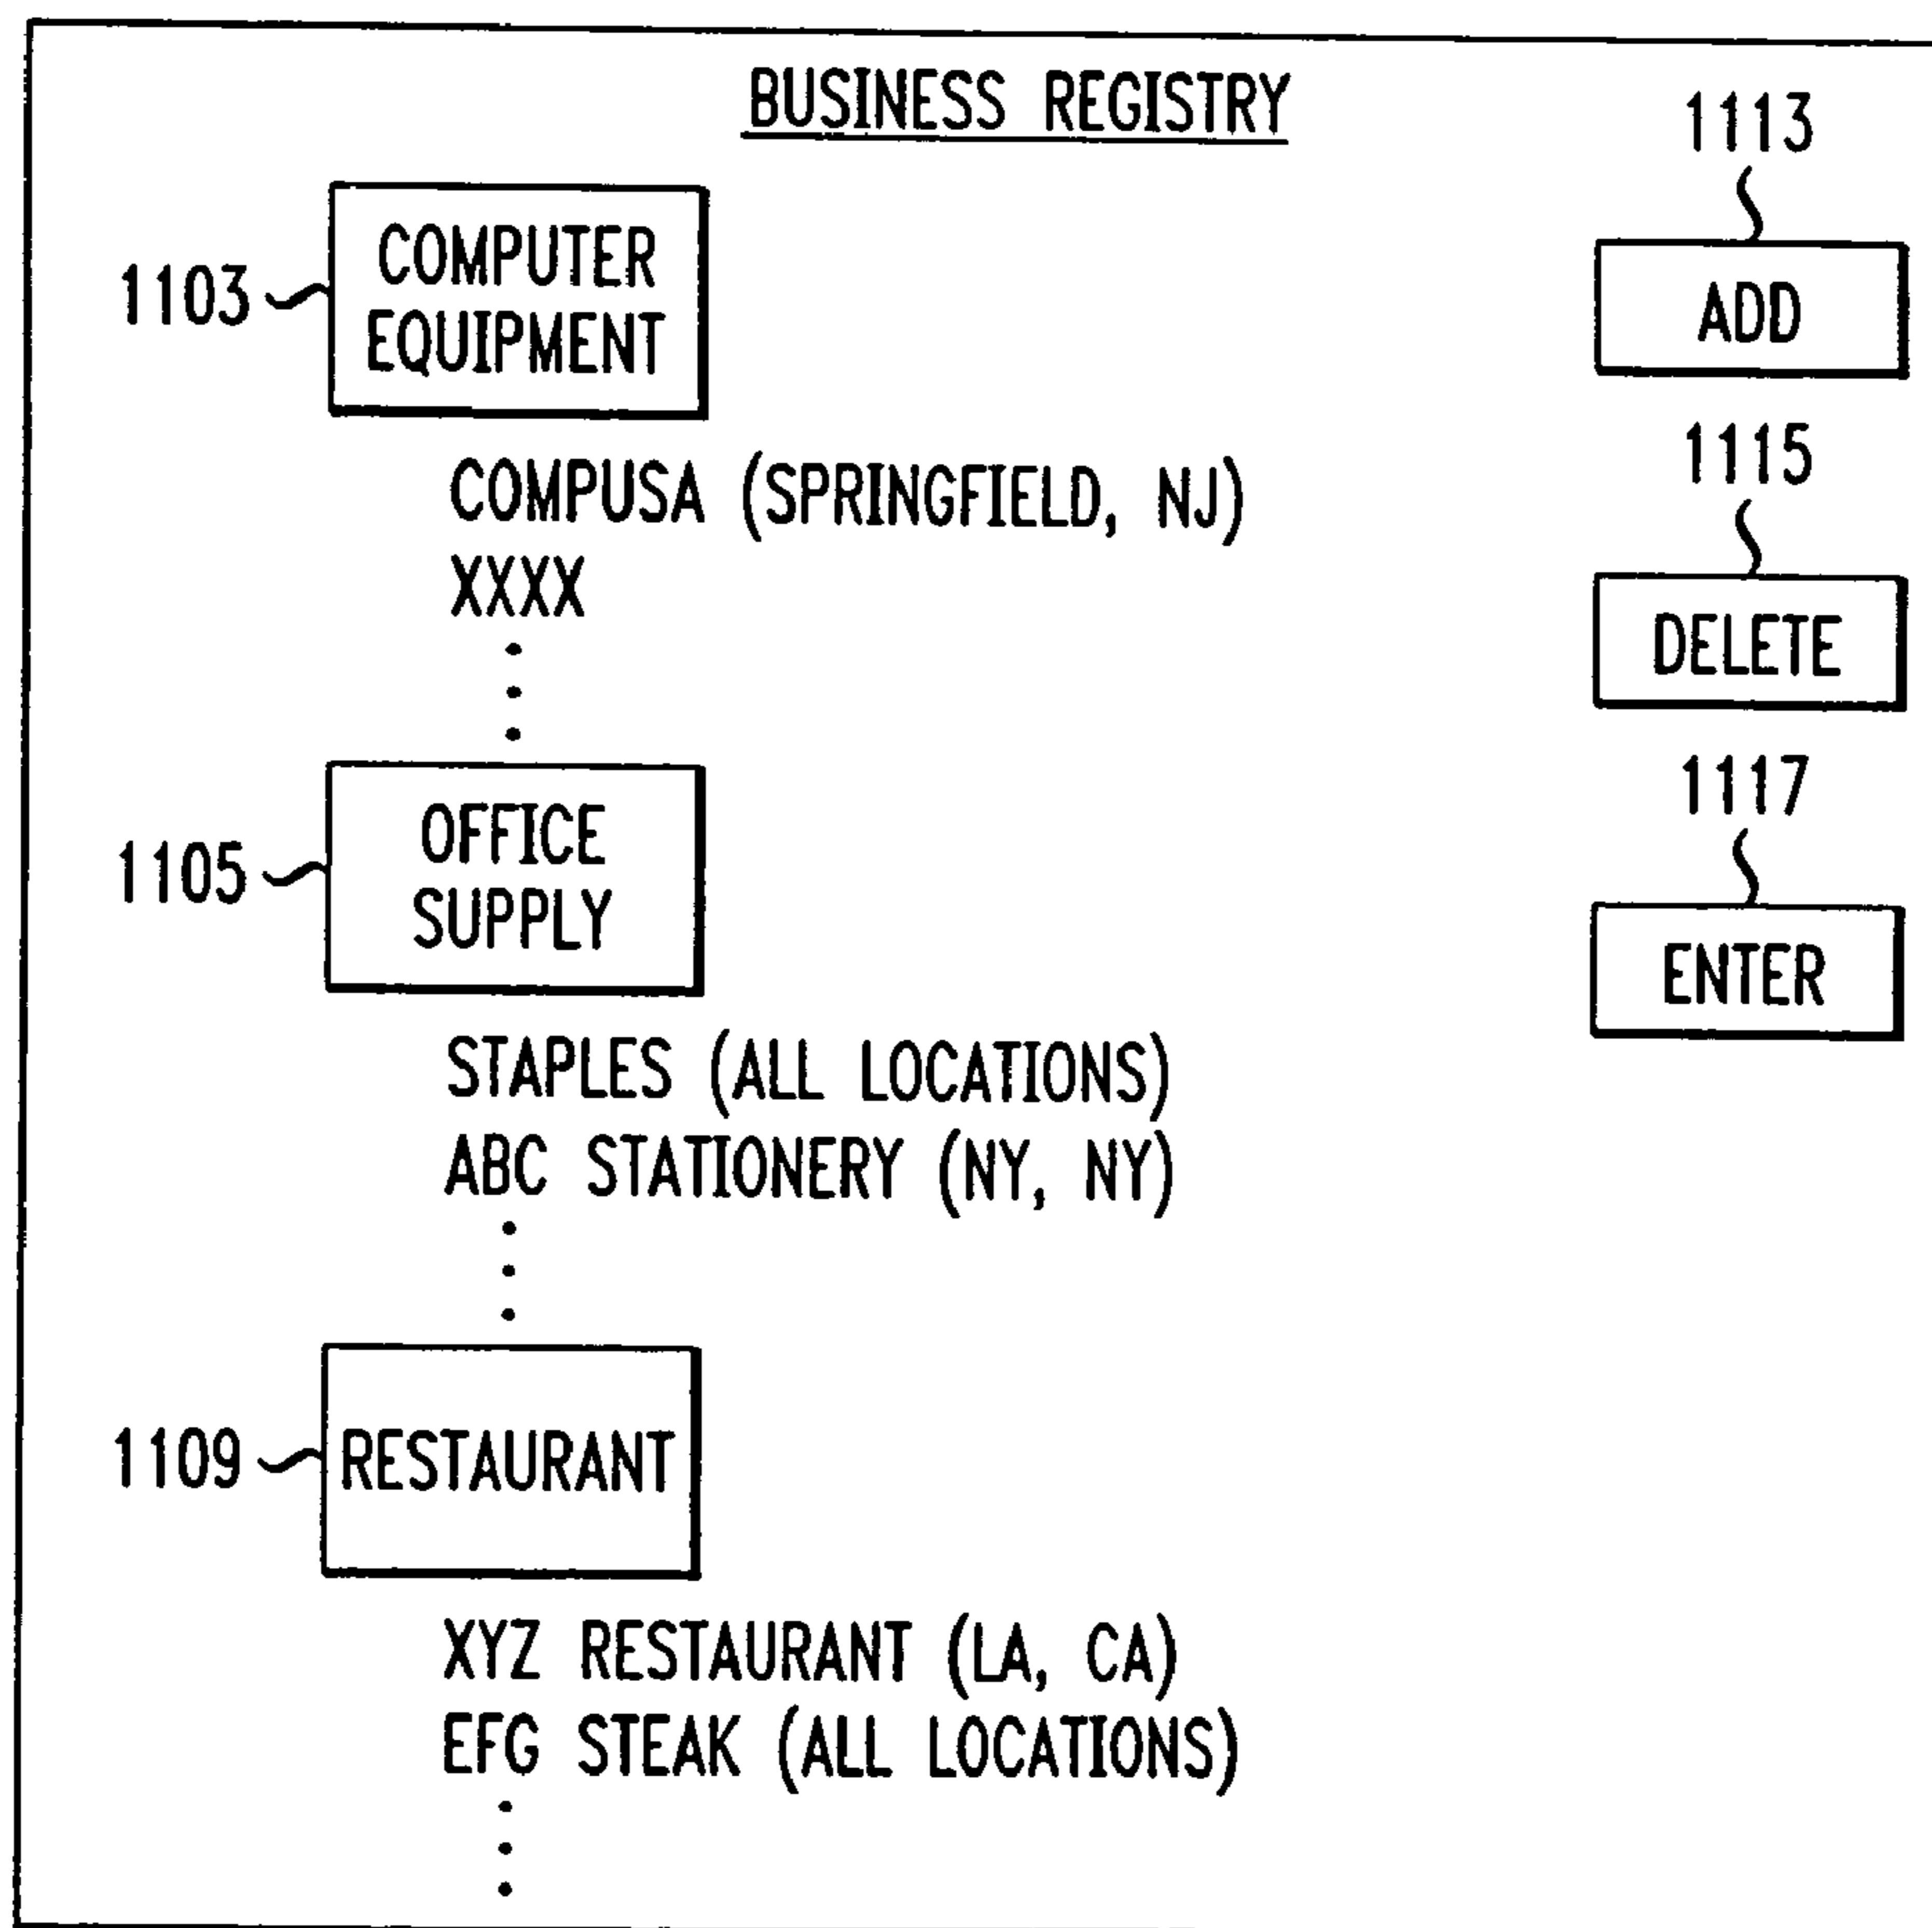 BUSINESS REGISTRY
1113
1103
COMPUTER
EQUIPMENT
ADD
COMPUSA (SPRINGFIELD, NJ)
XXXX
1115
DELETE
1105
OFFICE
SUPPLY
1117
ENTER
STAPLES (ALL LOCATIONS)
ABC STATIONERY (NY, NY)
1109
RESTAURANT
XYZ RESTAURANT (LA, CA)
EFG STEAK (ALL LOCATIONS)